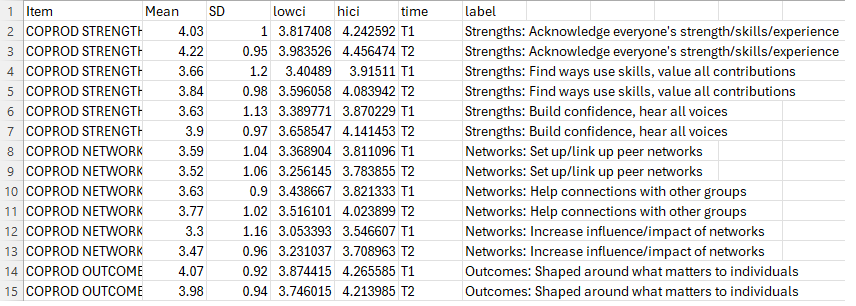 1 Item Mean SD lowci hici time label
2 COPROD STRENGTH 4.03 1 3.817408 4.242592 T1 Strengths: Acknowledge everyone's strength/skills/experience
3 COPROD STRENGTH 4.22 0.95 3.983526 4.456474 T2 Strengths: Acknowledge everyone's strength/skills/experience
4 COPROD STRENGTH 3.66 1.2 3.40489 3.91511 T1 Strengths: Find ways use skills, value all contributions
5 COPROD STRENGTH 3.84 0.98 3.596058 4.083942 T2 Strengths: Find ways use skills, value all contributions
6 COPROD STRENGTH 3.63 1.13 3.389771 3.870229 T1 Strengths: Build confidence, hear all voices
7 COPROD STRENGTH 3.9 0.97 3.658547 4.141453 T2 Strengths: Build confidence, hear all voices
8 COPROD NETWORK 3.59 1.04 3.368904 3.811096 T1 Networks: Set up/link up peer networks
9 COPROD NETWORK 3.52 1.06 3.256145 3.783855 T2 Networks: Set up/link up peer networks
10 COPROD NETWORK 3.63 0.9 3.438667 3.821333 T1 Networks: Help connections with other groups
11 COPROD NETWORK 3.77 1.02 3.516101 4.023899 T2 Networks: Help connections with other groups
12 COPROD NETWORK 3.3 1.16 3.053393 3.546607 T1 Networks: Increase influence/impact of networks
13 COPROD NETWORK 3.47 0.96 3.231037 3.708963 T2 Networks: Increase influence/impact of networks
14 COPROD OUTCOME 4.07 0.92 3.874415 4.265585 T1 Outcomes: Shaped around what matters to individuals
15 COPROD OUTCOME 3.98 0.94 3.746015 4.213985 T2 Outcomes: Shaped around what matters to individuals